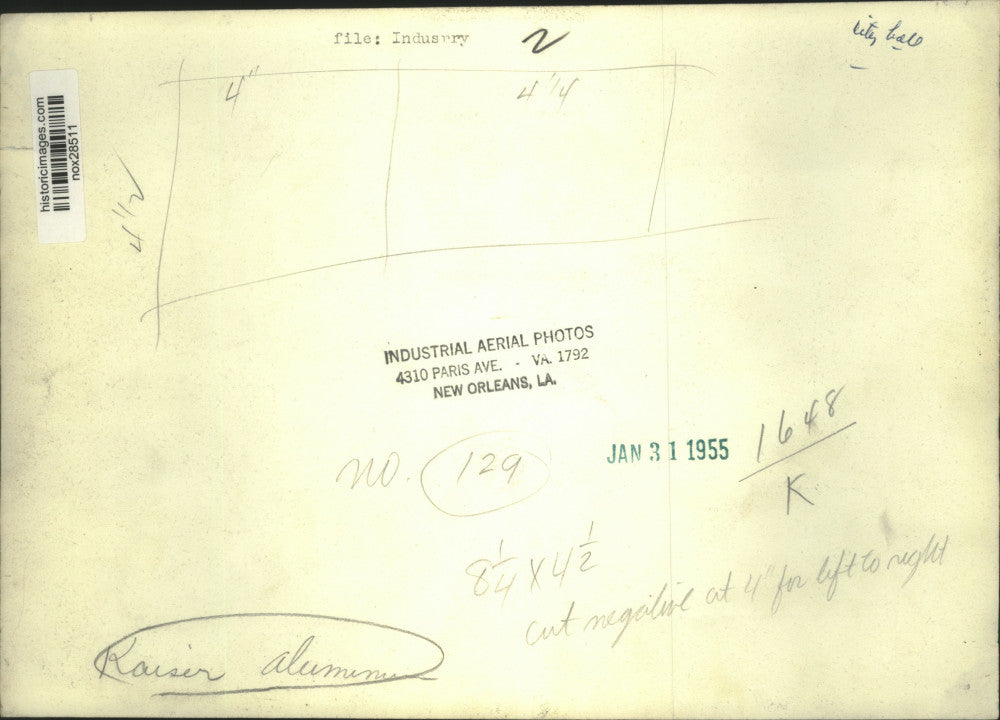 file: Indusrry
2
city hall
4"
4 1/4
4 1/2
historicimages.com
nox28511
INDUSTRIAL AERIAL PHOTOS
4310 PARIS AVE. - VA. 1792
NEW ORLEANS, LA.
NO. 129
JAN 31 1955
1648
K
8 1/4 X 4 1/2
cut negative at 4" for left to right
Kaiser aluminum